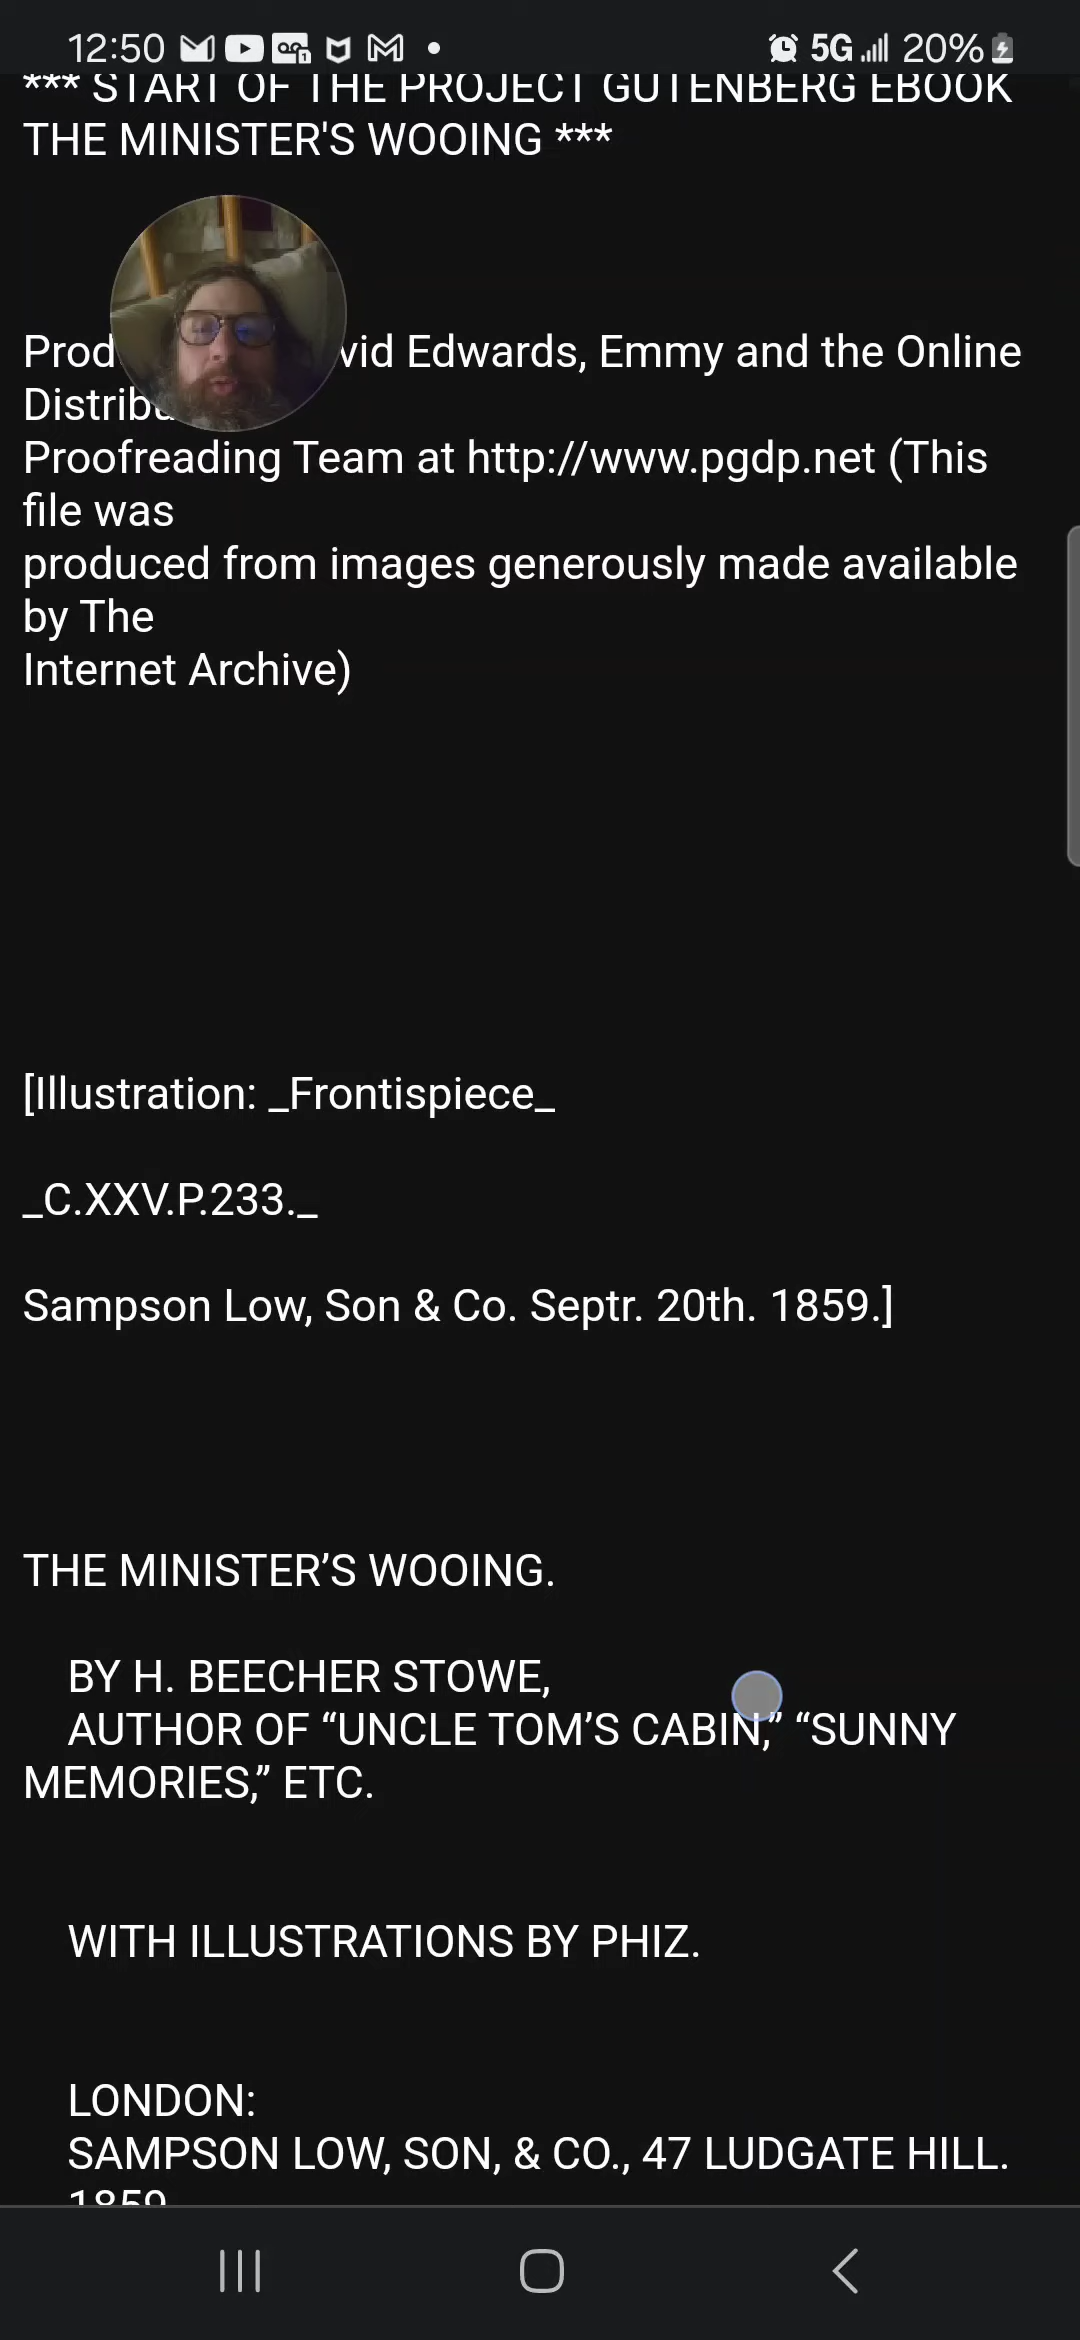 12:50 5G 20%
*** START OF THE PROJECT GUTENBERG EBOOK
THE MINISTER'S WOOING ***
Prod vid Edwards, Emmy and the Online
Distribu
Proofreading Team at http://www.pgdp.net (This
file was
produced from images generously made available
by The
Internet Archive)
[Illustration: _Frontispiece_
_C.XXV.P.233._
Sampson Low, Son & Co. Septr. 20th. 1859.]
THE MINISTER’S WOOING.
BY H. BEECHER STOWE,
AUTHOR OF “UNCLE TOM’S CABIN,” “SUNNY
MEMORIES,” ETC.
WITH ILLUSTRATIONS BY PHIZ.
LONDON:
SAMPSON LOW, SON, & CO., 47 LUDGATE HILL.
1859